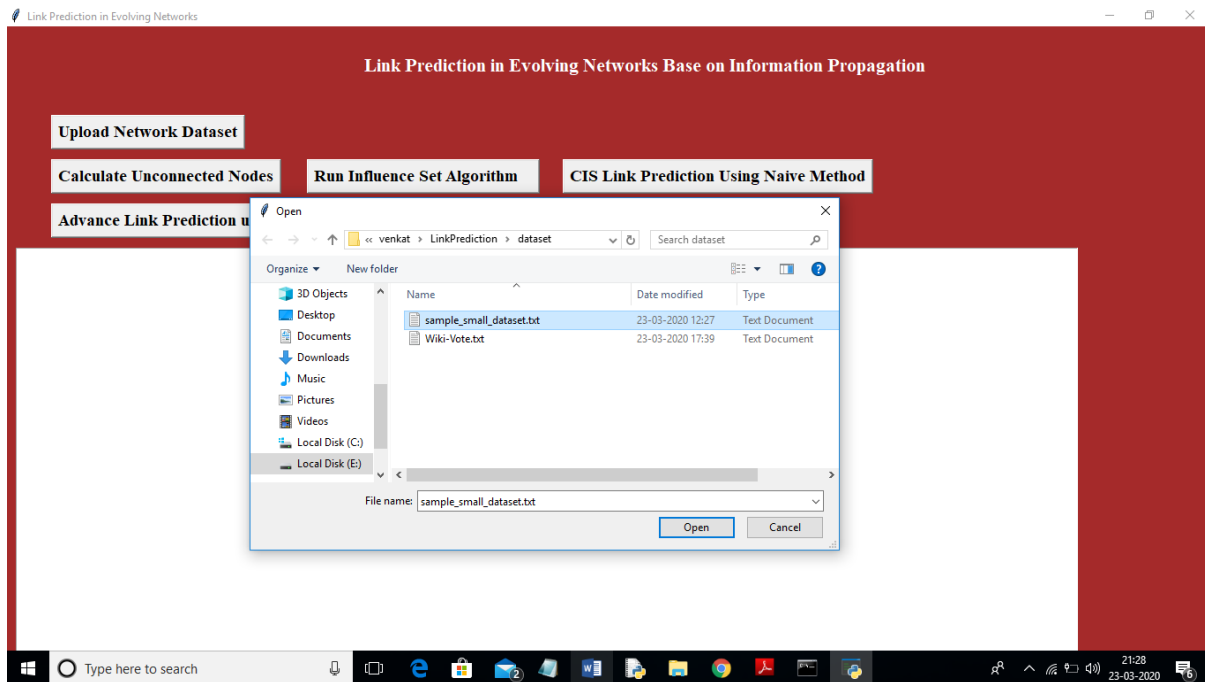 Link Prediction in Evolving Networks
Link Prediction in Evolving Networks Base on Information Propagation
Upload Network Dataset
Calculate Unconnected Nodes
Run Influence Set Algorithm
CIS Link Prediction Using Naive Method
Advance Link Prediction u
Open
« venkat › LinkPrediction › dataset
Search dataset
Organize
New folder
3D Objects
Desktop
Documents
Downloads
Music
Pictures
Videos
Local Disk (C:)
Local Disk (E:)
Name Date modified Type
sample_small_dataset.txt 23-03-2020 12:27 Text Document
Wiki-Vote.txt 23-03-2020 17:39 Text Document
File name: sample_small_dataset.txt
Open Cancel
Type here to search
2
21:28
23-03-2020
6